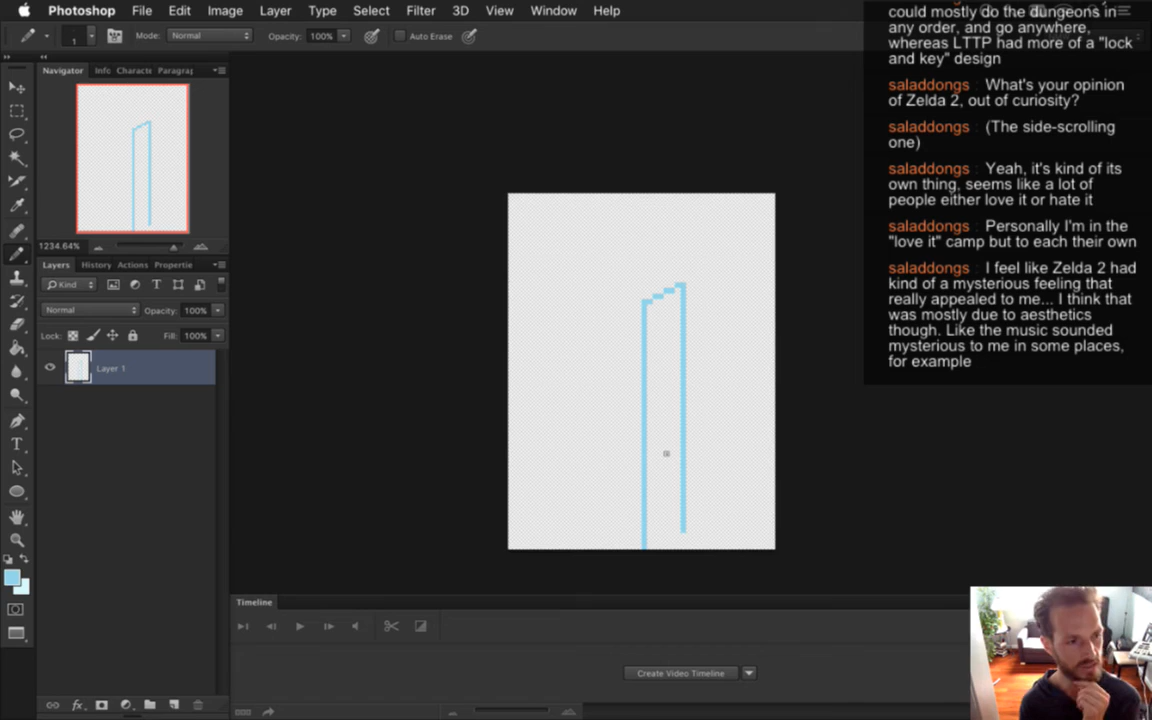 Photoshop File Edit Image Layer Type Select Filter 3D View Window Help
1 Mode: Normal Opacity: 100% Auto Erase
Navigator Info Characte Paragrap
1234.64%
Layers History Actions Propertie
Kind
Normal Opacity: 100%
Lock: Fill: 100%
Layer 1
fx
Timeline
Create Video Timeline
could mostly do the dungeons in
any order, and go anywhere,
whereas LTTP had more of a "lock
and key" design
saladdongs : What's your opinion
of Zelda 2, out of curiosity?
saladdongs : (The side-scrolling
one)
saladdongs : Yeah, it's kind of its
own thing, seems like a lot of
people either love it or hate it
saladdongs : Personally I'm in the
"love it" camp but to each their own
saladdongs : I feel like Zelda 2 had
kind of a mysterious feeling that
really appealed to me... I think that
was mostly due to aesthetics
though. Like the music sounded
mysterious to me in some places,
for example